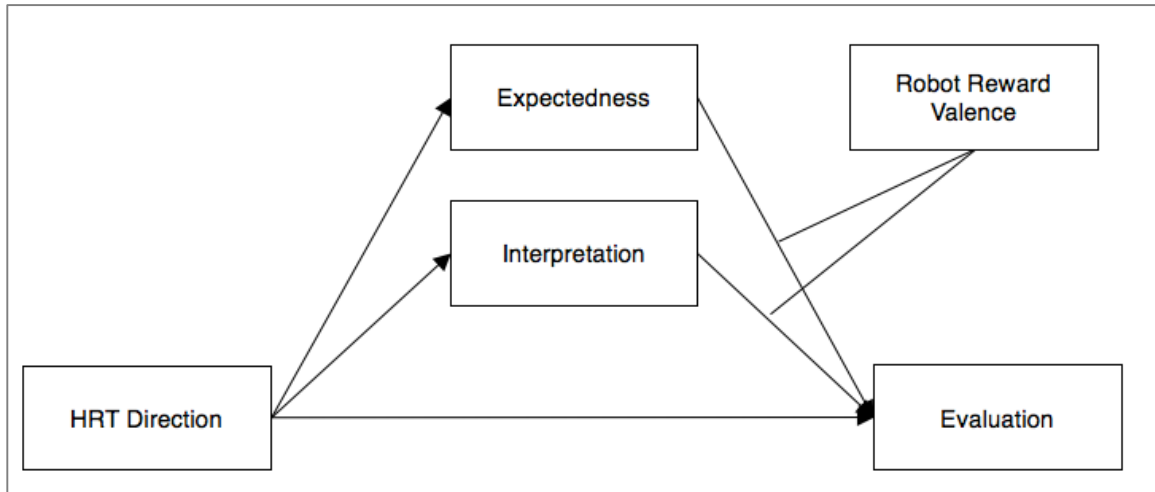 Expectedness
Robot Reward
Valence
Interpretation
HRT Direction
Evaluation